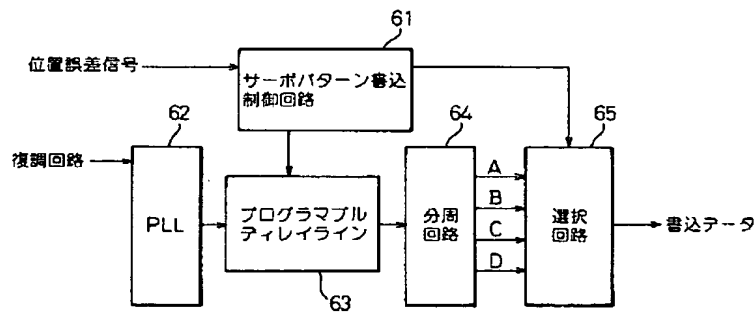 61
位置誤差信号
サーボパターン書込
制御回路
62
64
65
復調回路
PLL
プログラマブル
ディレイライン
63
分周
回路
A
B
C
D
選択
回路
書込データ